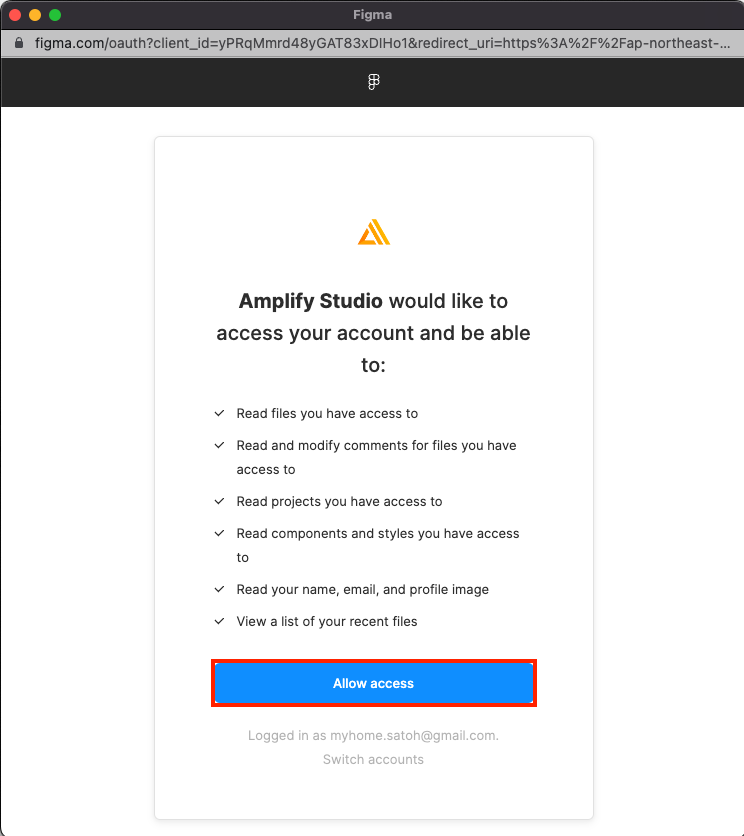 Figma
figma.com/oauth?client_id=yPRqMmrd48yGAT83xDlHo1&redirect_uri=https%3A%2F%2Fap-northeast-...
Amplify Studio would like to
access your account and be able
to:
Read files you have access to
Read and modify comments for files you have
access to
Read projects you have access to
Read components and styles you have access
to
Read your name, email, and profile image
View a list of your recent files
Allow access
Logged in as myhome.satoh@gmail.com.
Switch accounts